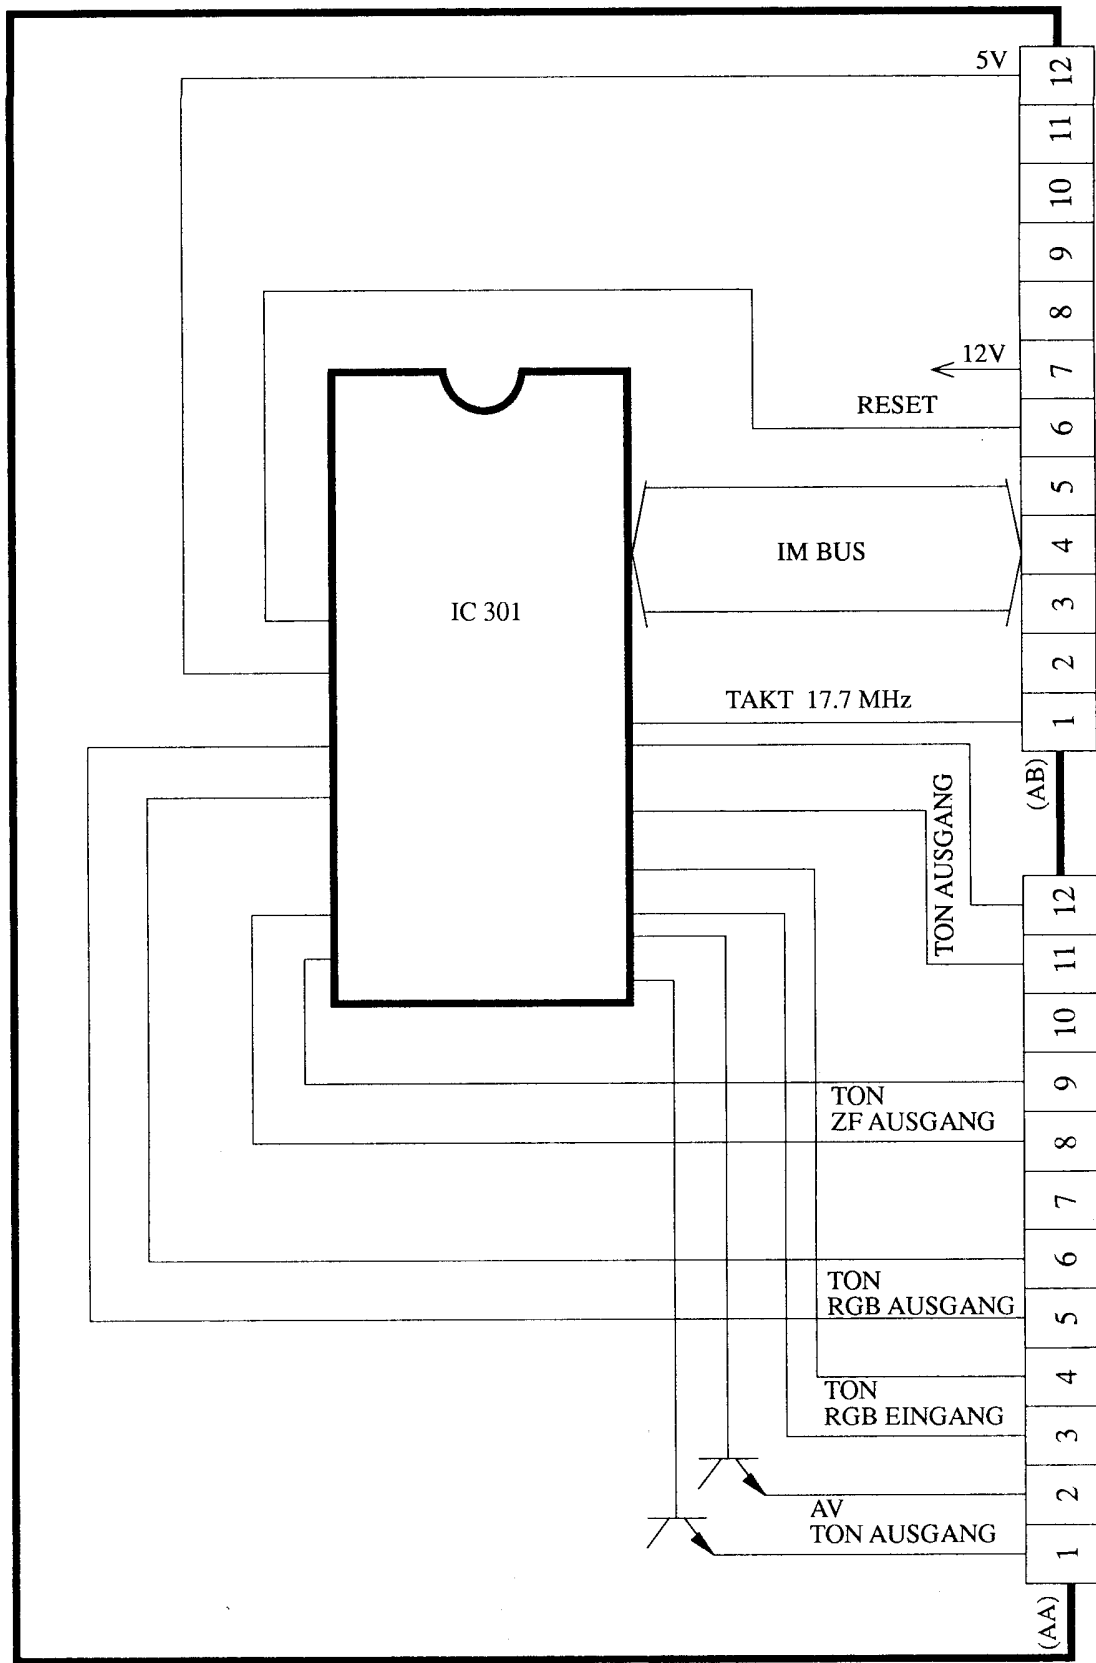 5V
12
11
10
9
8
12V
7
RESET
6
5
IM BUS
4
IC 301
3
2
TAKT 17.7 MHz
1
(AB)
TON AUSGANG
12
11
10
9
TON
ZF AUSGANG
8
7
6
TON
RGB AUSGANG
5
4
TON
RGB EINGANG
3
2
AV
TON AUSGANG
1
(AA)